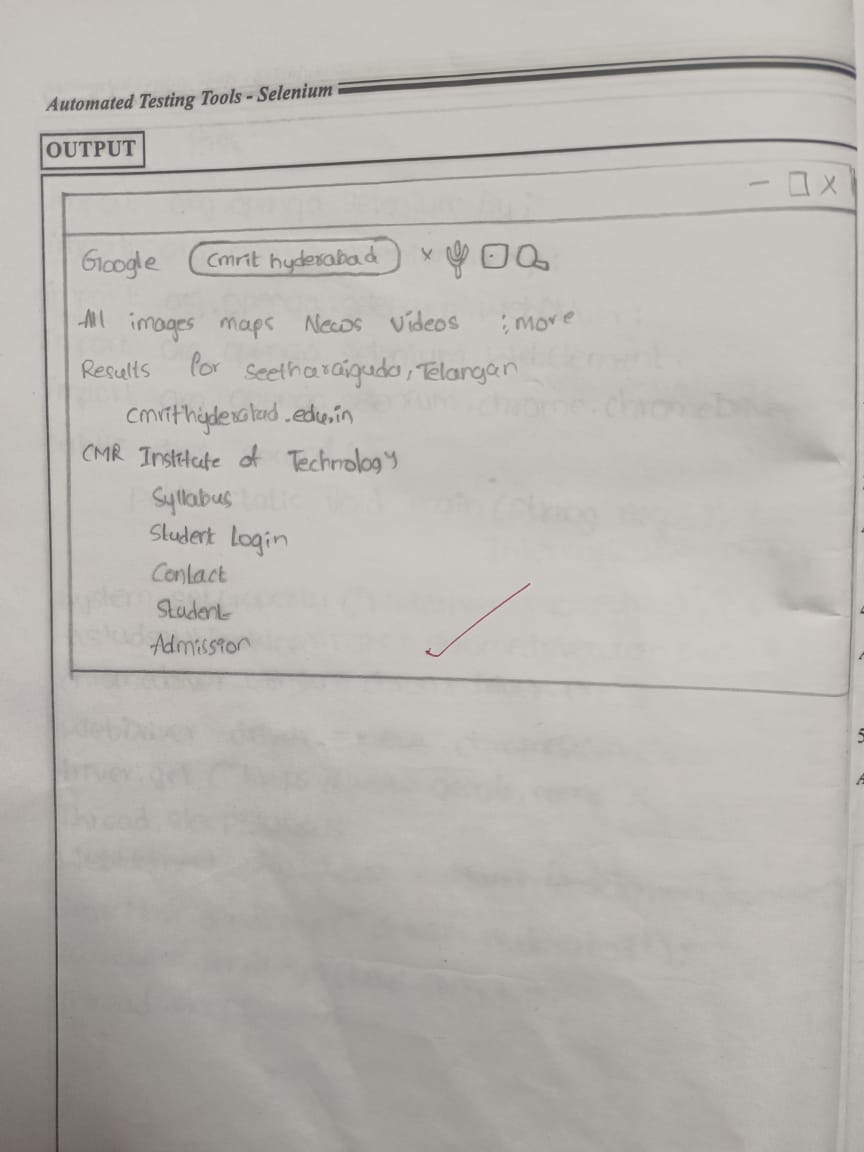 Automated Testing Tools - Selenium
OUTPUT
Google cmrit hyderabad x
All images maps News Videos : more
Results for Seetharaiguda, Telangan
cmrithyderabad.edu.in
CMR Institute of Technology
Syllabus
Student Login
Contact
Student
Admission